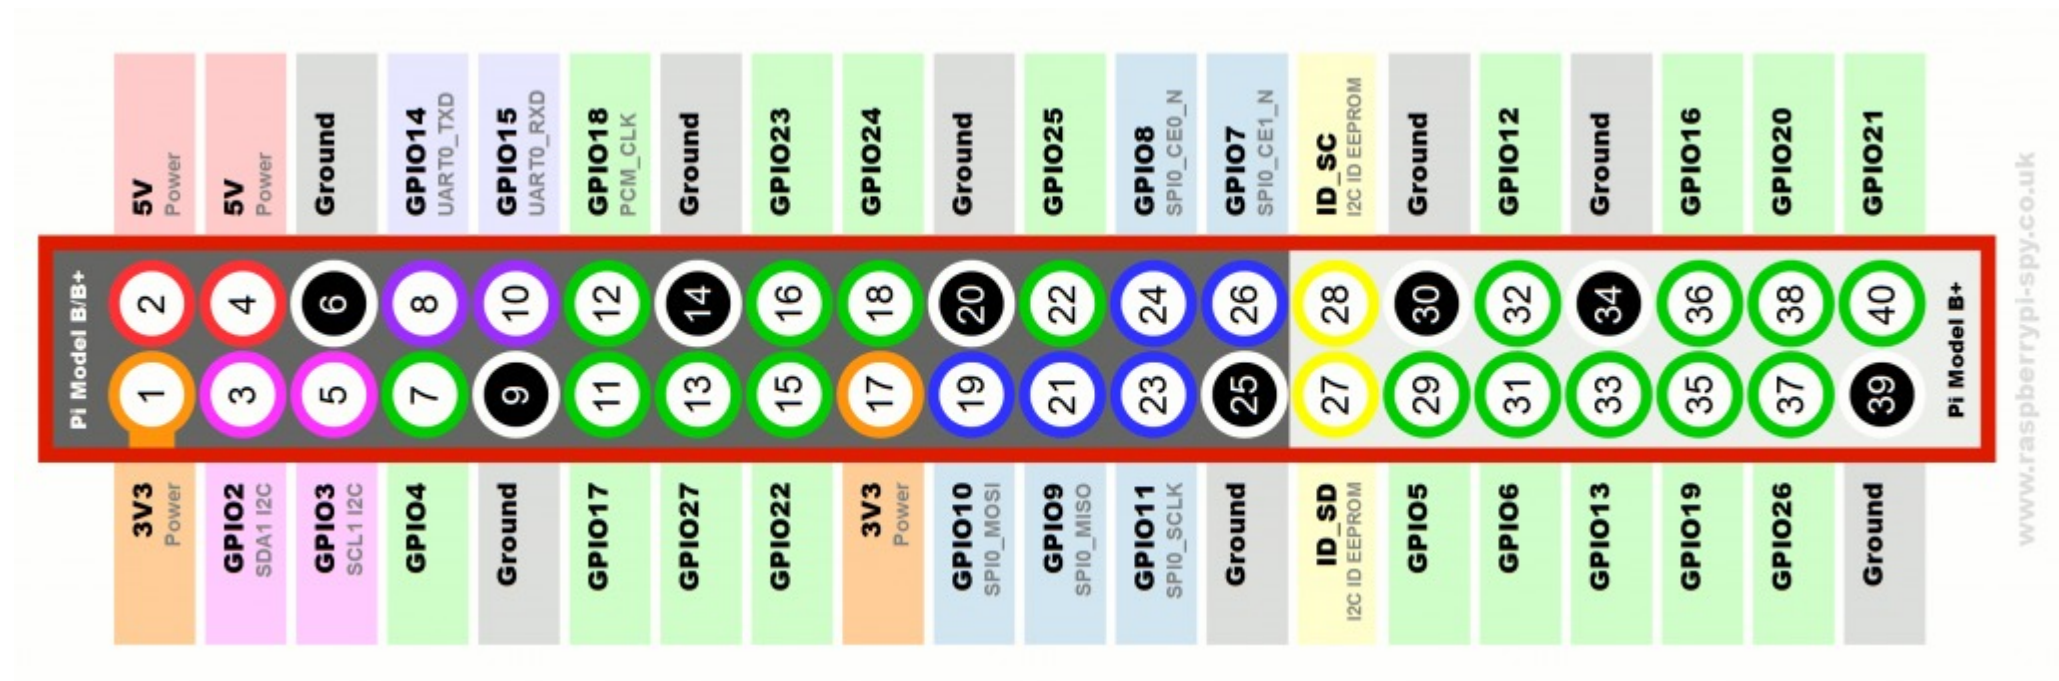 5V
Power
5V
Power
Ground
GPIO14
UART0_TXD
GPIO15
UART0_RXD
GPIO18
PCM_CLK
Ground
GPIO23
GPIO24
Ground
GPIO25
GPIO8
SPI0_CE0_N
GPIO7
SPI0_CE1_N
ID_SC
I2C ID EEPROM
Ground
GPIO12
Ground
GPIO16
GPIO20
GPIO21
Pi Model B/B+
2 4 6 8 10 12 14 16 18 20 22 24 26 28 30 32 34 36 38 40
1 3 5 7 9 11 13 15 17 19 21 23 25 27 29 31 33 35 37 39
Pi Model B+
3V3
Power
GPIO2
SDA1 I2C
GPIO3
SCL1 I2C
GPIO4
Ground
GPIO17
GPIO27
GPIO22
3V3
Power
GPIO10
SPI0_MOSI
GPIO9
SPI0_MISO
GPIO11
SPI0_SCLK
Ground
ID_SD
I2C ID EEPROM
GPIO5
GPIO6
GPIO13
GPIO19
GPIO26
Ground
www.raspberrypi-spy.co.uk